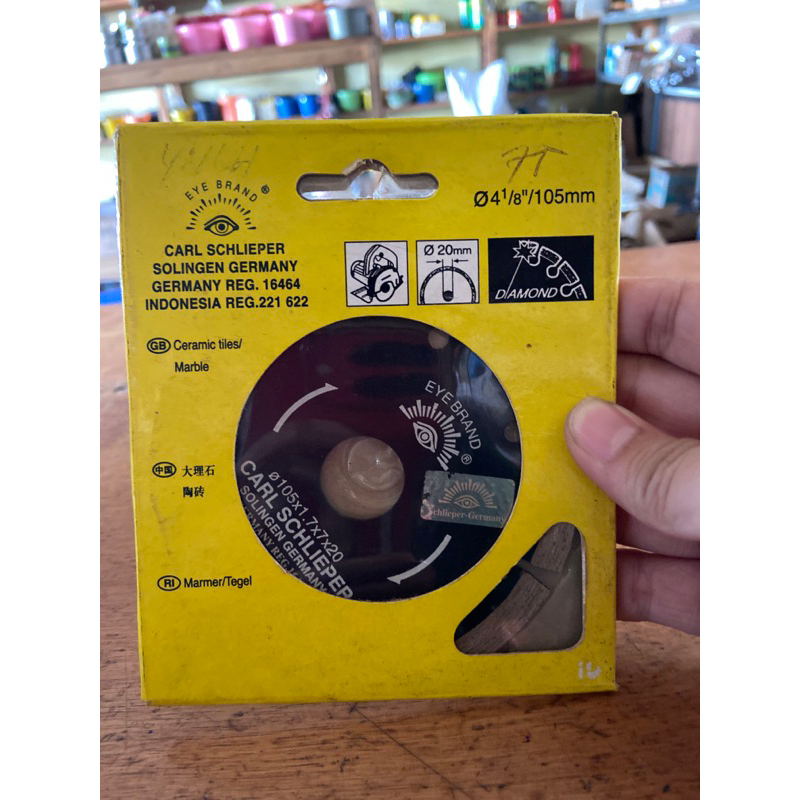 EYE BRAND®
CARL SCHLIEPER
SOLINGEN GERMANY
GERMANY REG. 16464
INDONESIA REG.221 622
Ø4 1/8"/105mm
Ø 20mm
DIAMOND
GB Ceramic tiles/
Marble
中国 大理石
陶砖
RI Marmer/Tegel
EYE BRAND
®
Ø105x1.7x7x20
CARL SCHLIEPER
SOLINGEN GERMANY
Schlieper-Germany